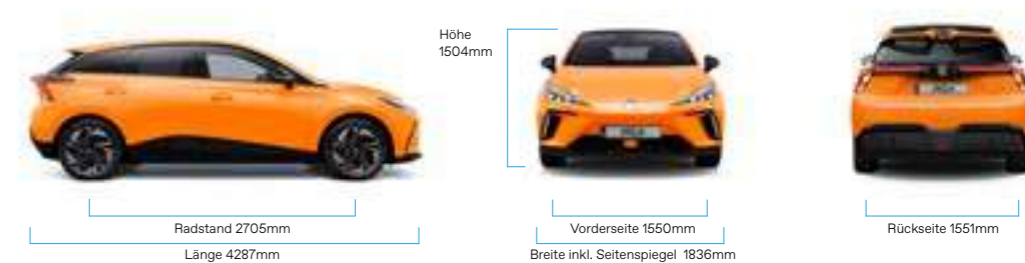 Höhe
1504mm
Radstand 2705mm
Länge 4287mm
Vorderseite 1550mm
Breite inkl. Seitenspiegel 1836mm
Rückseite 1551mm